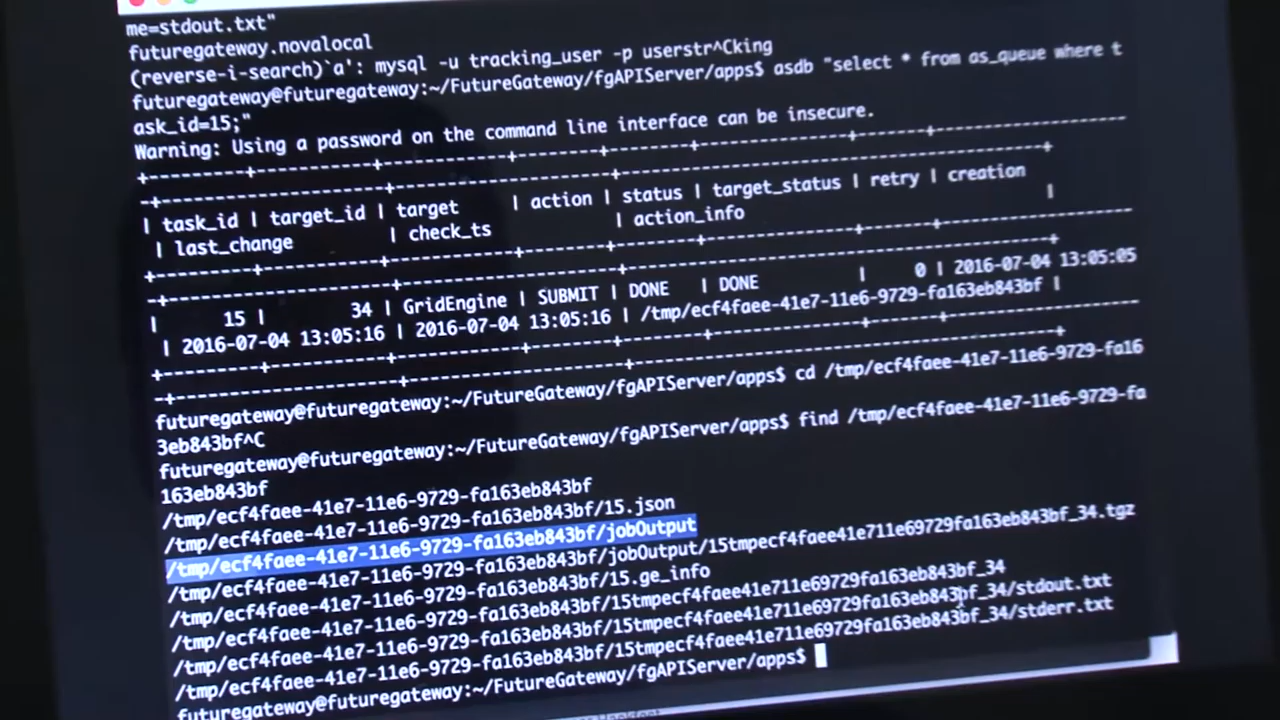 me=stdout.txt"
futuregateway.novalocal
(reverse-i-search)`a': mysql -u tracking_user -p userstr^Cking
futuregateway@futuregateway:~/FutureGateway/fgAPIServer/apps$ asdb "select * from as_queue where t
ask_id=15;"
Warning: Using a password on the command line interface can be insecure.
| task_id | target_id | target | action | status | target_status | retry | creation
| last_change | check_ts | action_info |
| 15 | 34 | GridEngine | SUBMIT | DONE | DONE | 0 | 2016-07-04 13:05:05
| 2016-07-04 13:05:16 | 2016-07-04 13:05:16 | /tmp/ecf4faee-41e7-11e6-9729-fa163eb843bf |
futuregateway@futuregateway:~/FutureGateway/fgAPIServer/apps$ cd /tmp/ecf4faee-41e7-11e6-9729-fa16
3eb843bf^C
futuregateway@futuregateway:~/FutureGateway/fgAPIServer/apps$ find /tmp/ecf4faee-41e7-11e6-9729-fa
163eb843bf
/tmp/ecf4faee-41e7-11e6-9729-fa163eb843bf
/tmp/ecf4faee-41e7-11e6-9729-fa163eb843bf/15.json
/tmp/ecf4faee-41e7-11e6-9729-fa163eb843bf/jobOutput
/tmp/ecf4faee-41e7-11e6-9729-fa163eb843bf/jobOutput/15tmpecf4faee41e711e69729fa163eb843bf_34.tgz
/tmp/ecf4faee-41e7-11e6-9729-fa163eb843bf/15.ge_info
/tmp/ecf4faee-41e7-11e6-9729-fa163eb843bf/15tmpecf4faee41e711e69729fa163eb843bf_34
/tmp/ecf4faee-41e7-11e6-9729-fa163eb843bf/15tmpecf4faee41e711e69729fa163eb843bf_34/stdout.txt
/tmp/ecf4faee-41e7-11e6-9729-fa163eb843bf/15tmpecf4faee41e711e69729fa163eb843bf_34/stderr.txt
futuregateway@futuregateway:~/FutureGateway/fgAPIServer/apps$